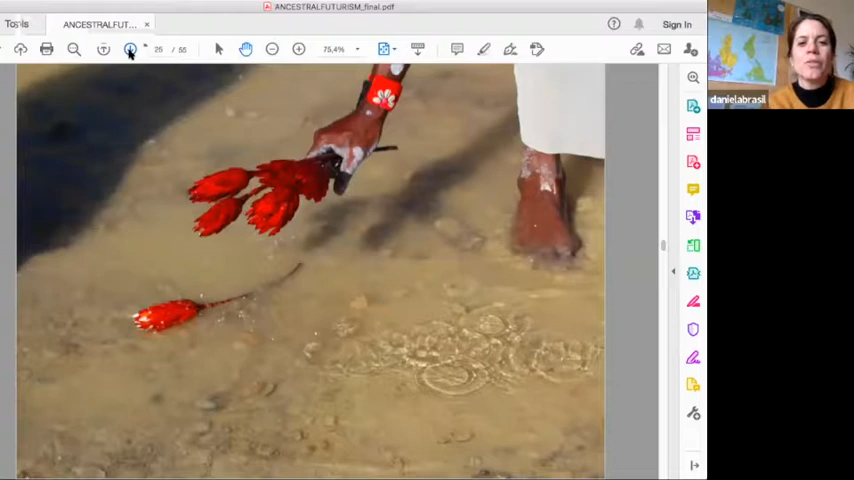 ANCESTRALFUTURISM_final.pdf
Tools
ANCESTRALFUT... ×
Sign In
25 / 55
75,4%
danielabrasil